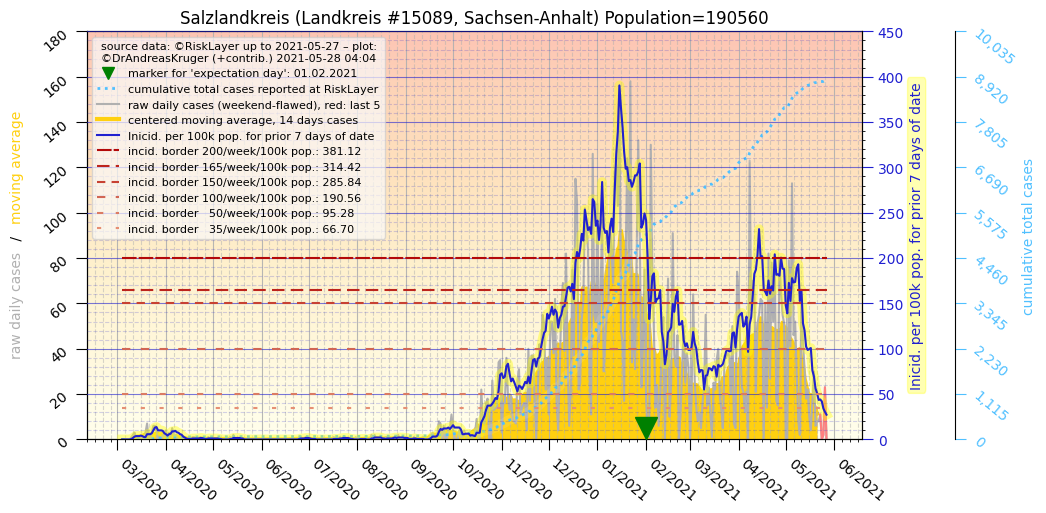 Salzlandkreis (Landkreis #15089, Sachsen-Anhalt) Population=190560
source data: ©RiskLayer up to 2021-05-27 – plot:
©DrAndreasKruger (+contrib.) 2021-05-28 04:04
marker for 'expectation day': 01.02.2021
cumulative total cases reported at RiskLayer
raw daily cases (weekend-flawed), red: last 5
centered moving average, 14 days cases
Inicid. per 100k pop. for prior 7 days of date
incid. border 200/week/100k pop.: 381.12
incid. border 165/week/100k pop.: 314.42
incid. border 150/week/100k pop.: 285.84
incid. border 100/week/100k pop.: 190.56
incid. border   50/week/100k pop.: 95.28
incid. border   35/week/100k pop.: 66.70
raw daily cases  /  moving average
180
160
140
120
100
80
60
40
20
0
03/2020
04/2020
05/2020
06/2020
07/2020
08/2020
09/2020
10/2020
11/2020
12/2020
01/2021
02/2021
03/2021
04/2021
05/2021
06/2021
450
400
350
300
250
200
150
100
50
0
Inicid. per 100k pop. for prior 7 days of date
10,035
8,920
7,805
6,690
5,575
4,460
3,345
2,230
1,115
0
cumulative total cases